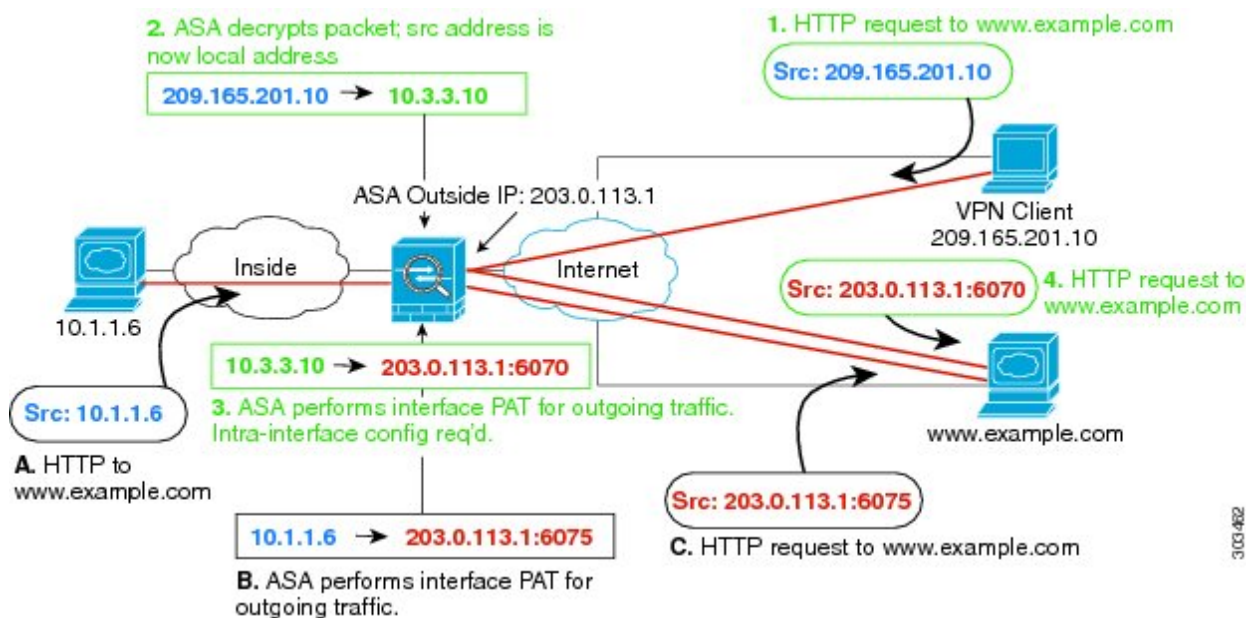 2. ASA decrypts packet; src address is
now local address
209.165.201.10 → 10.3.3.10
1. HTTP request to www.example.com
Src: 209.165.201.10
ASA Outside IP: 203.0.113.1
VPN Client
209.165.201.10
Inside
Internet
10.1.1.6
Src: 203.0.113.1:6070
4. HTTP request to
www.example.com
10.3.3.10 → 203.0.113.1:6070
3. ASA performs interface PAT for outgoing traffic.
Intra-interface config req'd.
Src: 10.1.1.6
A. HTTP to
www.example.com
www.example.com
Src: 203.0.113.1:6075
C. HTTP request to www.example.com
10.1.1.6 → 203.0.113.1:6075
B. ASA performs interface PAT for
outgoing traffic.
303462